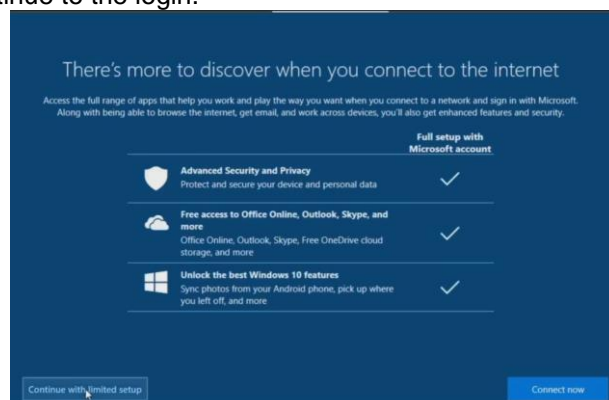 tinue to the login.
There's more to discover when you connect to the internet
Access the full range of apps that help you work and play the way you want when you connect to a network and sign in with Microsoft.
Along with being able to browse the internet, get email, and work across devices, you'll also get enhanced features and security.
Full setup with
Microsoft account
Advanced Security and Privacy
Protect and secure your device and personal data
Free access to Office Online, Outlook, Skype, and
more
Office Online, Outlook, Skype, Free OneDrive cloud
storage, and more
Unlock the best Windows 10 features
Sync photos from your Android phone, pick up where
you left off, and more
Continue with limited setup
Connect now